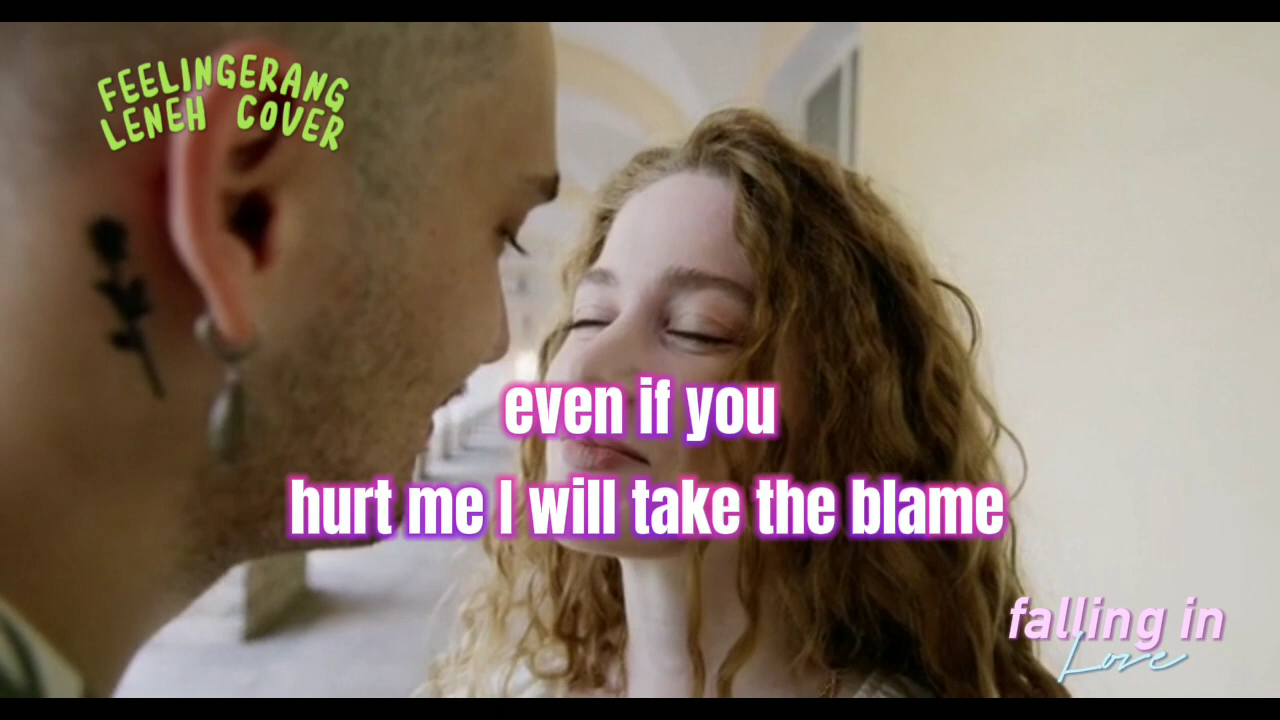 FEELINGERANG
LENEH COVER
even if you
hurt me I will take the blame
falling in
Love